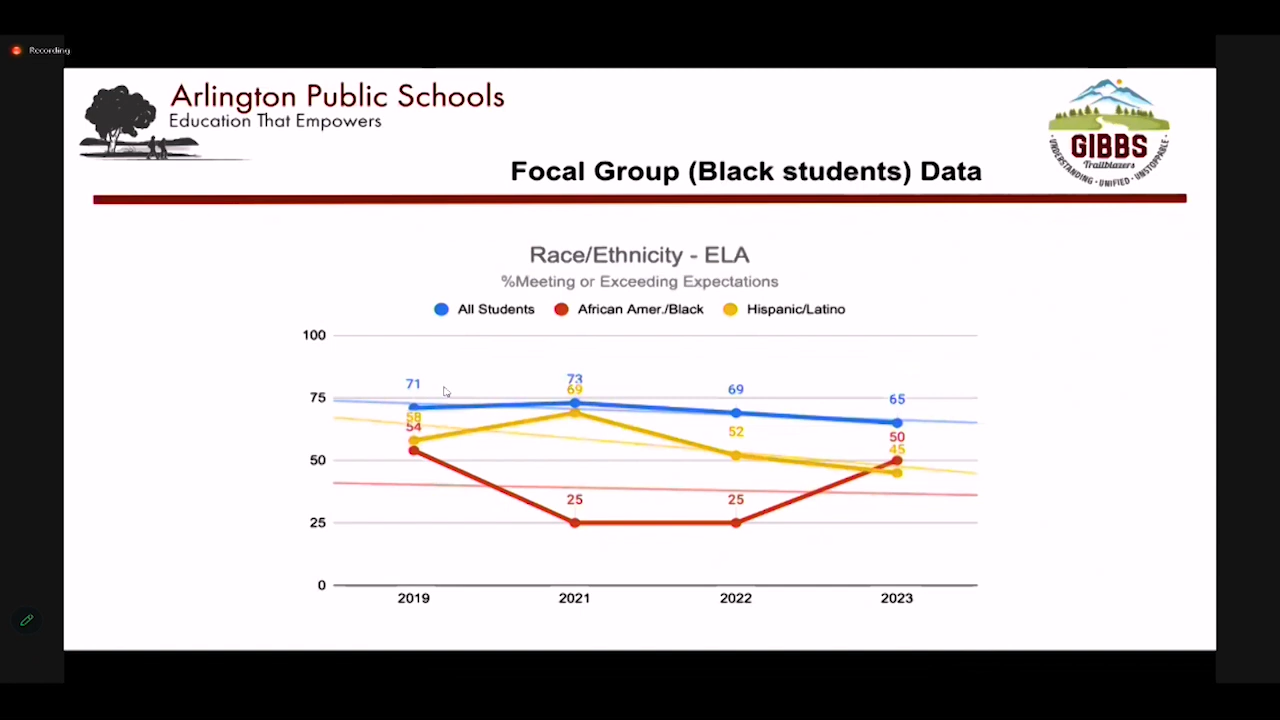 Recording
Arlington Public Schools
Education That Empowers
GIBBS
Trailblazers
UNDERSTANDING · UNIFIED · UNSTOPPABLE
Focal Group (Black students) Data
Race/Ethnicity - ELA
%Meeting or Exceeding Expectations
All Students African Amer./Black Hispanic/Latino
100
75
50
25
0
71 73 69 65
58 69 52 45
54 25 25 50
2019 2021 2022 2023